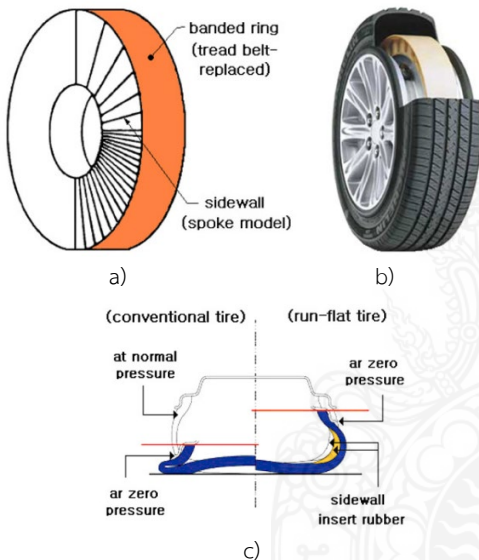 banded ring
(tread belt-
replaced)
sidewall
(spoke model)
a)
b)
(conventional tire)
(run-flat tire)
at normal
pressure
ar zero
pressure
ar zero
pressure
sidewall
insert rubber
c)